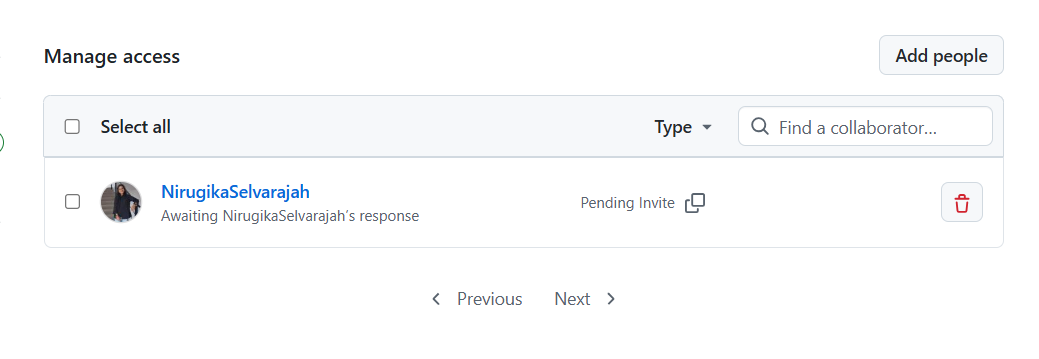 Manage access
Add people
Select all
Type
Find a collaborator...
NirugikaSelvarajah
Awaiting NirugikaSelvarajah's response
Pending Invite
Previous
Next